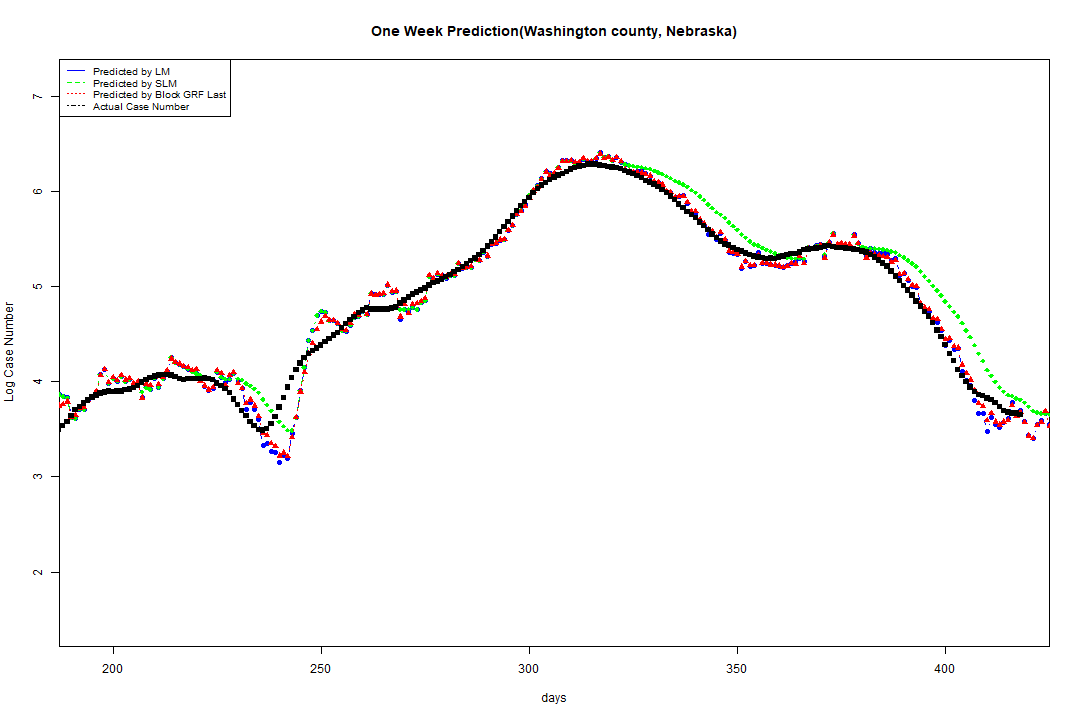 One Week Prediction(Washington county, Nebraska)
Predicted by LM
Predicted by SLM
Predicted by Block GRF Last
Actual Case Number
Log Case Number
7
6
5
4
3
2
200 250 300 350 400
days